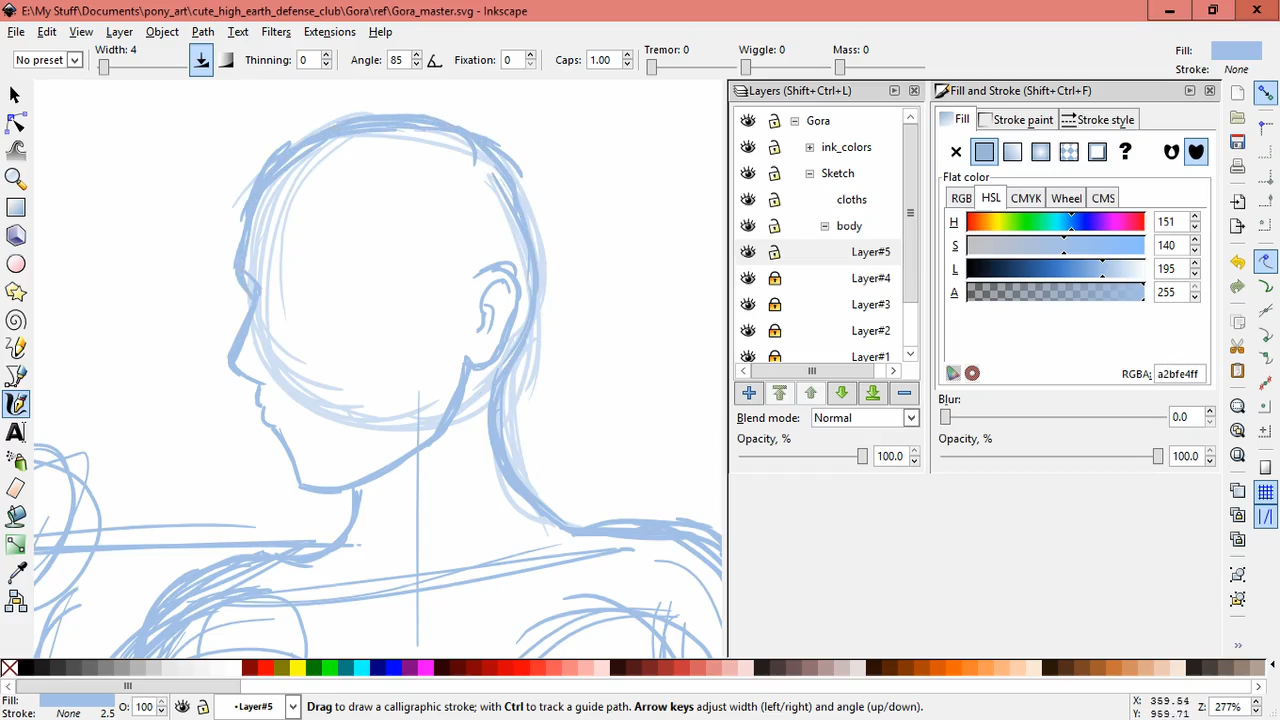 E:\My Stuff\Documents\pony_art\cute_high_earth_defense_club\Gora\ref\Gora_master.svg - Inkscape
File Edit View Layer Object Path Text Filters Extensions Help
No preset Width: 4 Thinning: 0 Angle: 85 Fixation: 0 Caps: 1.00 Tremor: 0 Wiggle: 0 Mass: 0 Fill:
Stroke: None
Layers (Shift+Ctrl+L)
Gora
ink_colors
Sketch
cloths
body
Layer#5
Layer#4
Layer#3
Layer#2
Layer#1
Blend mode: Normal
Opacity, %
100.0
Fill and Stroke (Shift+Ctrl+F)
Fill Stroke paint Stroke style
?
Flat color
RGB HSL CMYK Wheel CMS
H 151
S 140
L 195
A 255
RGBA: a2bfe4ff
Blur:
0.0
Opacity, %
100.0
Fill:
Stroke: None 2.5
O: 100
•Layer#5
Drag to draw a calligraphic stroke; with Ctrl to track a guide path. Arrow keys adjust width (left/right) and angle (up/down).
X: 359.54
Y: 959.71
Z: 277%